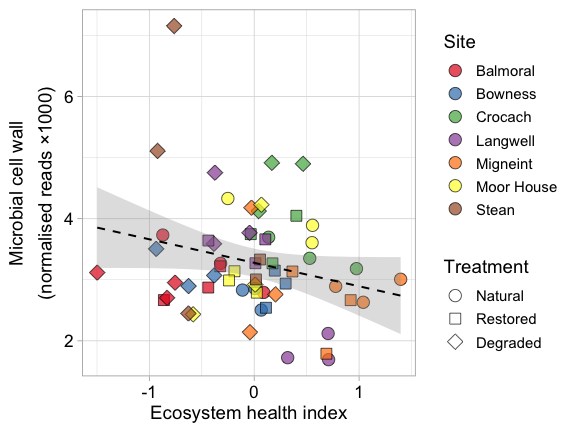 Microbial cell wall
(normalised reads ×1000)
6
4
2
-1 0 1
Ecosystem health index
Site
Balmoral
Bowness
Crocach
Langwell
Migneint
Moor House
Stean
Treatment
Natural
Restored
Degraded